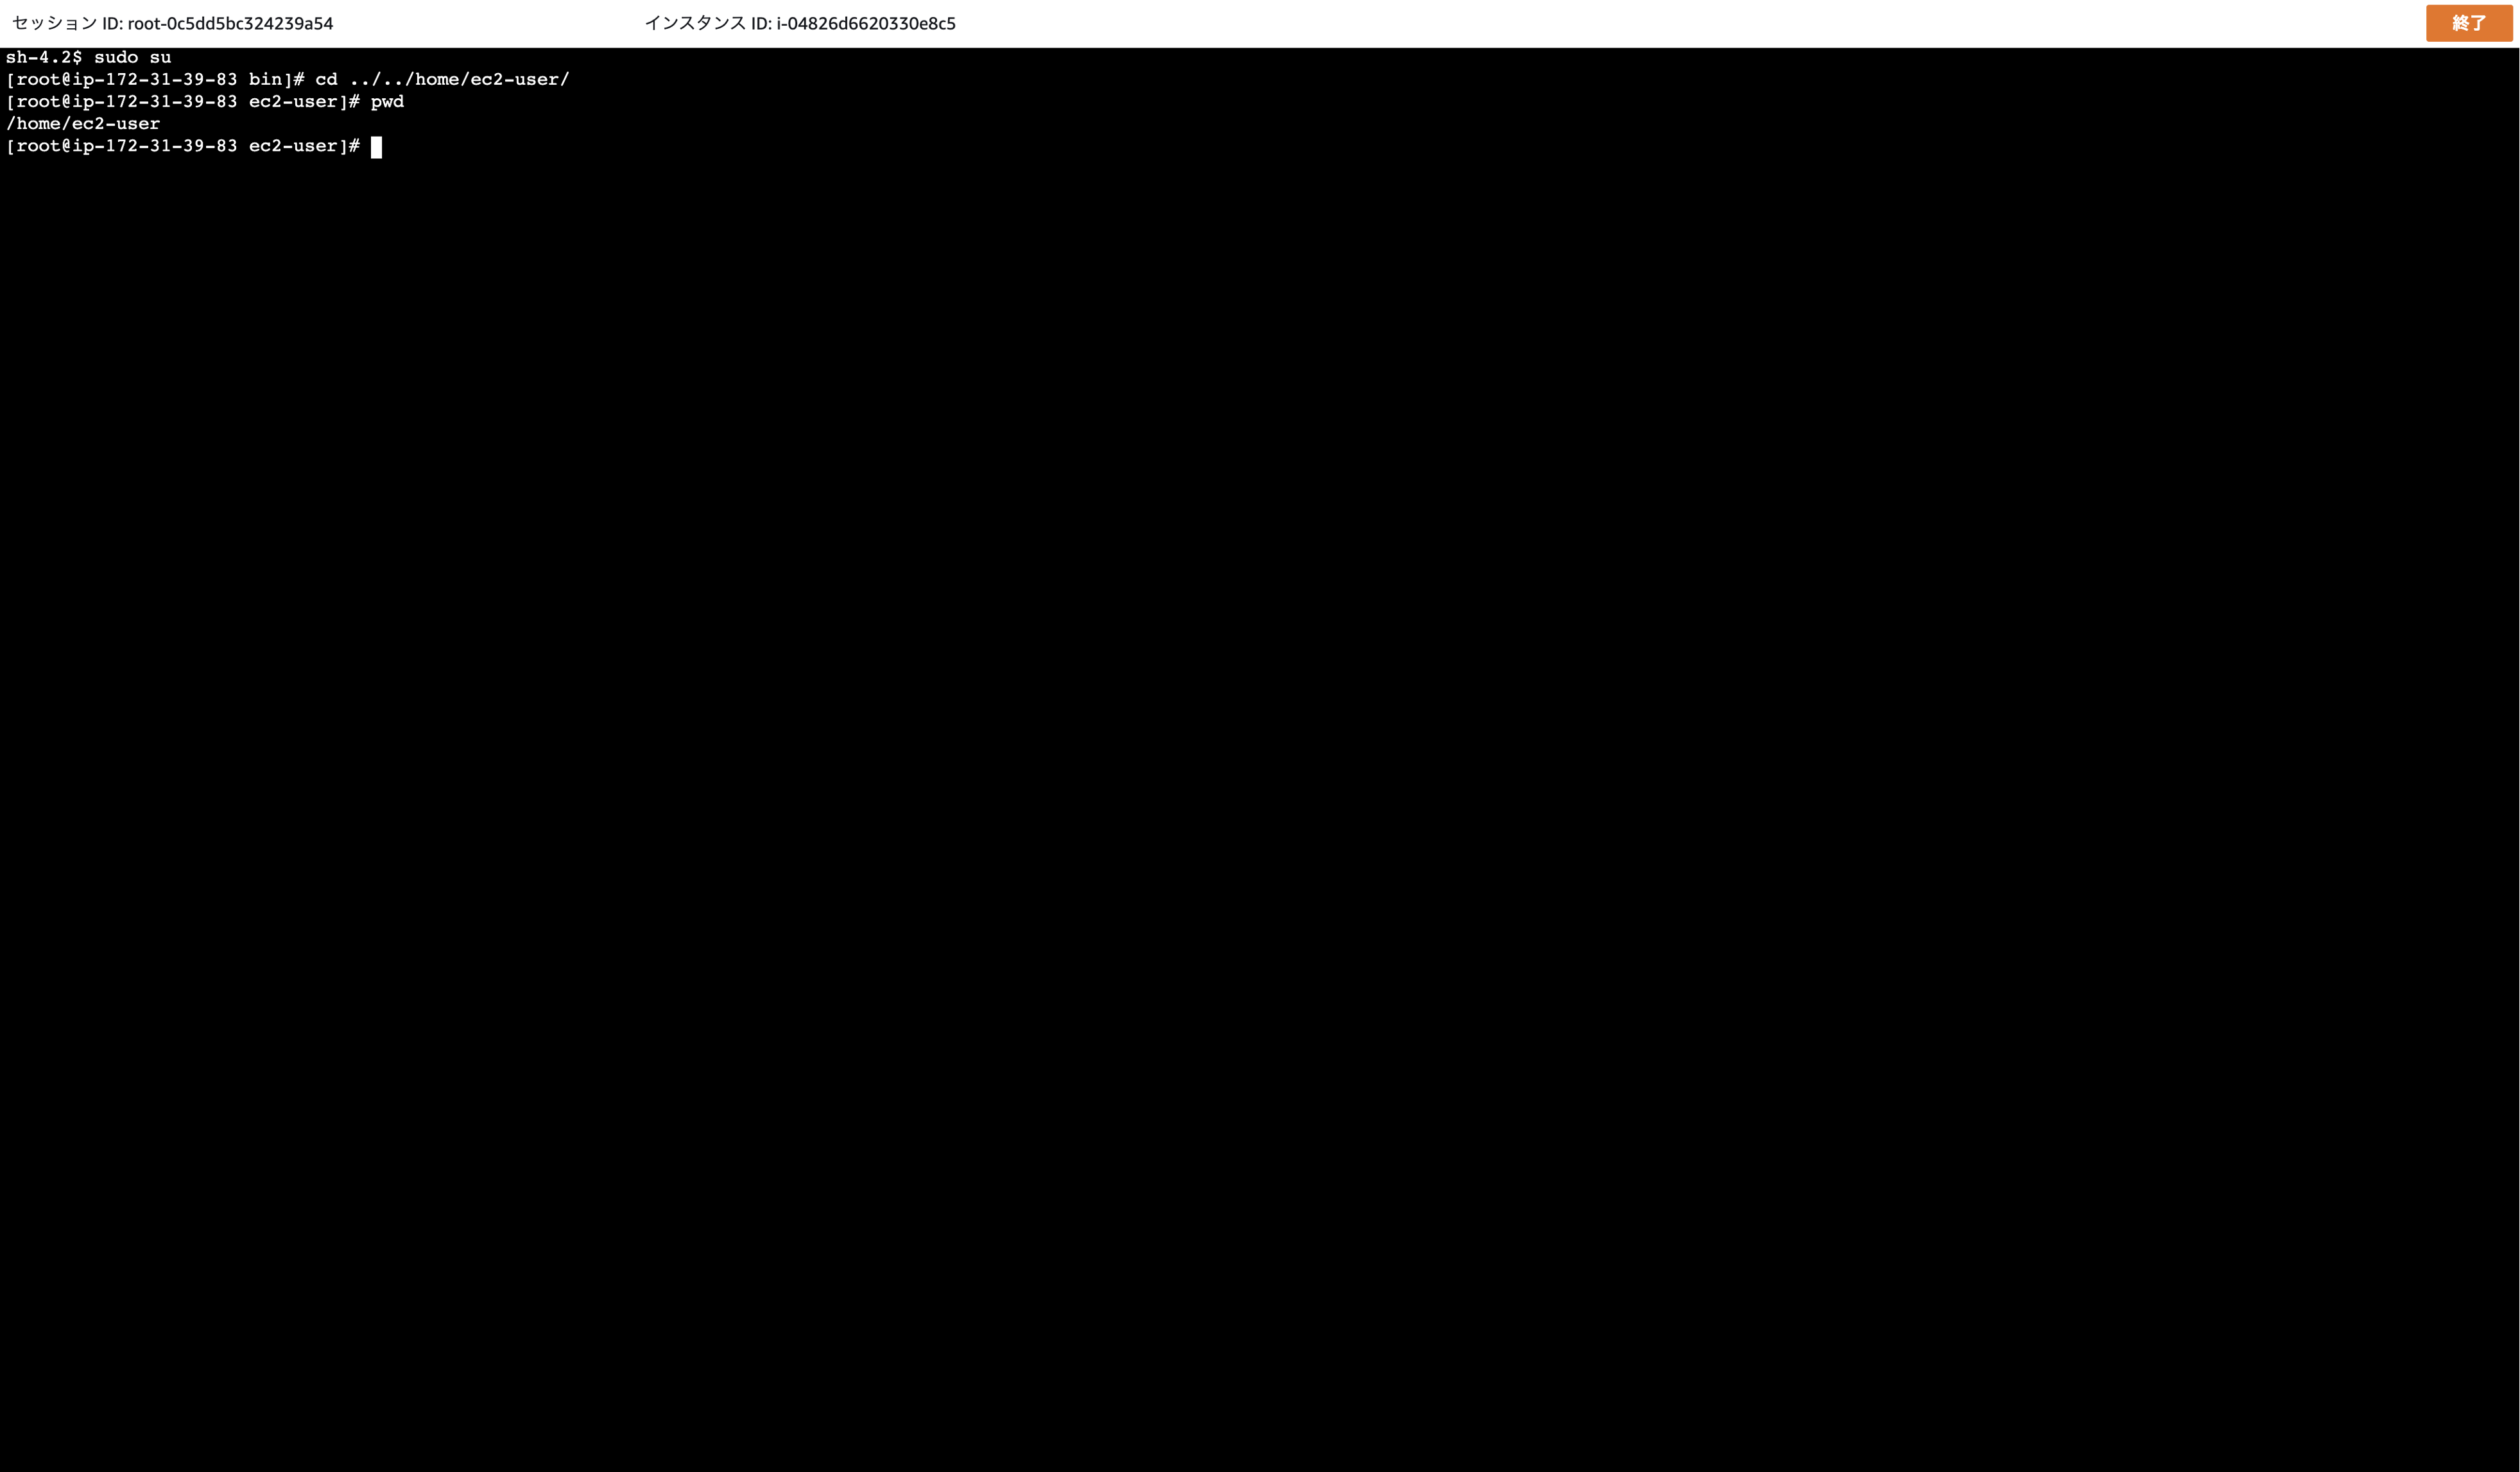 セッション ID: root-0c5dd5bc324239a54
インスタンス ID: i-04826d6620330e8c5
終了
sh-4.2$ sudo su
[root@ip-172-31-39-83 bin]# cd ../../home/ec2-user/
[root@ip-172-31-39-83 ec2-user]# pwd
/home/ec2-user
[root@ip-172-31-39-83 ec2-user]#